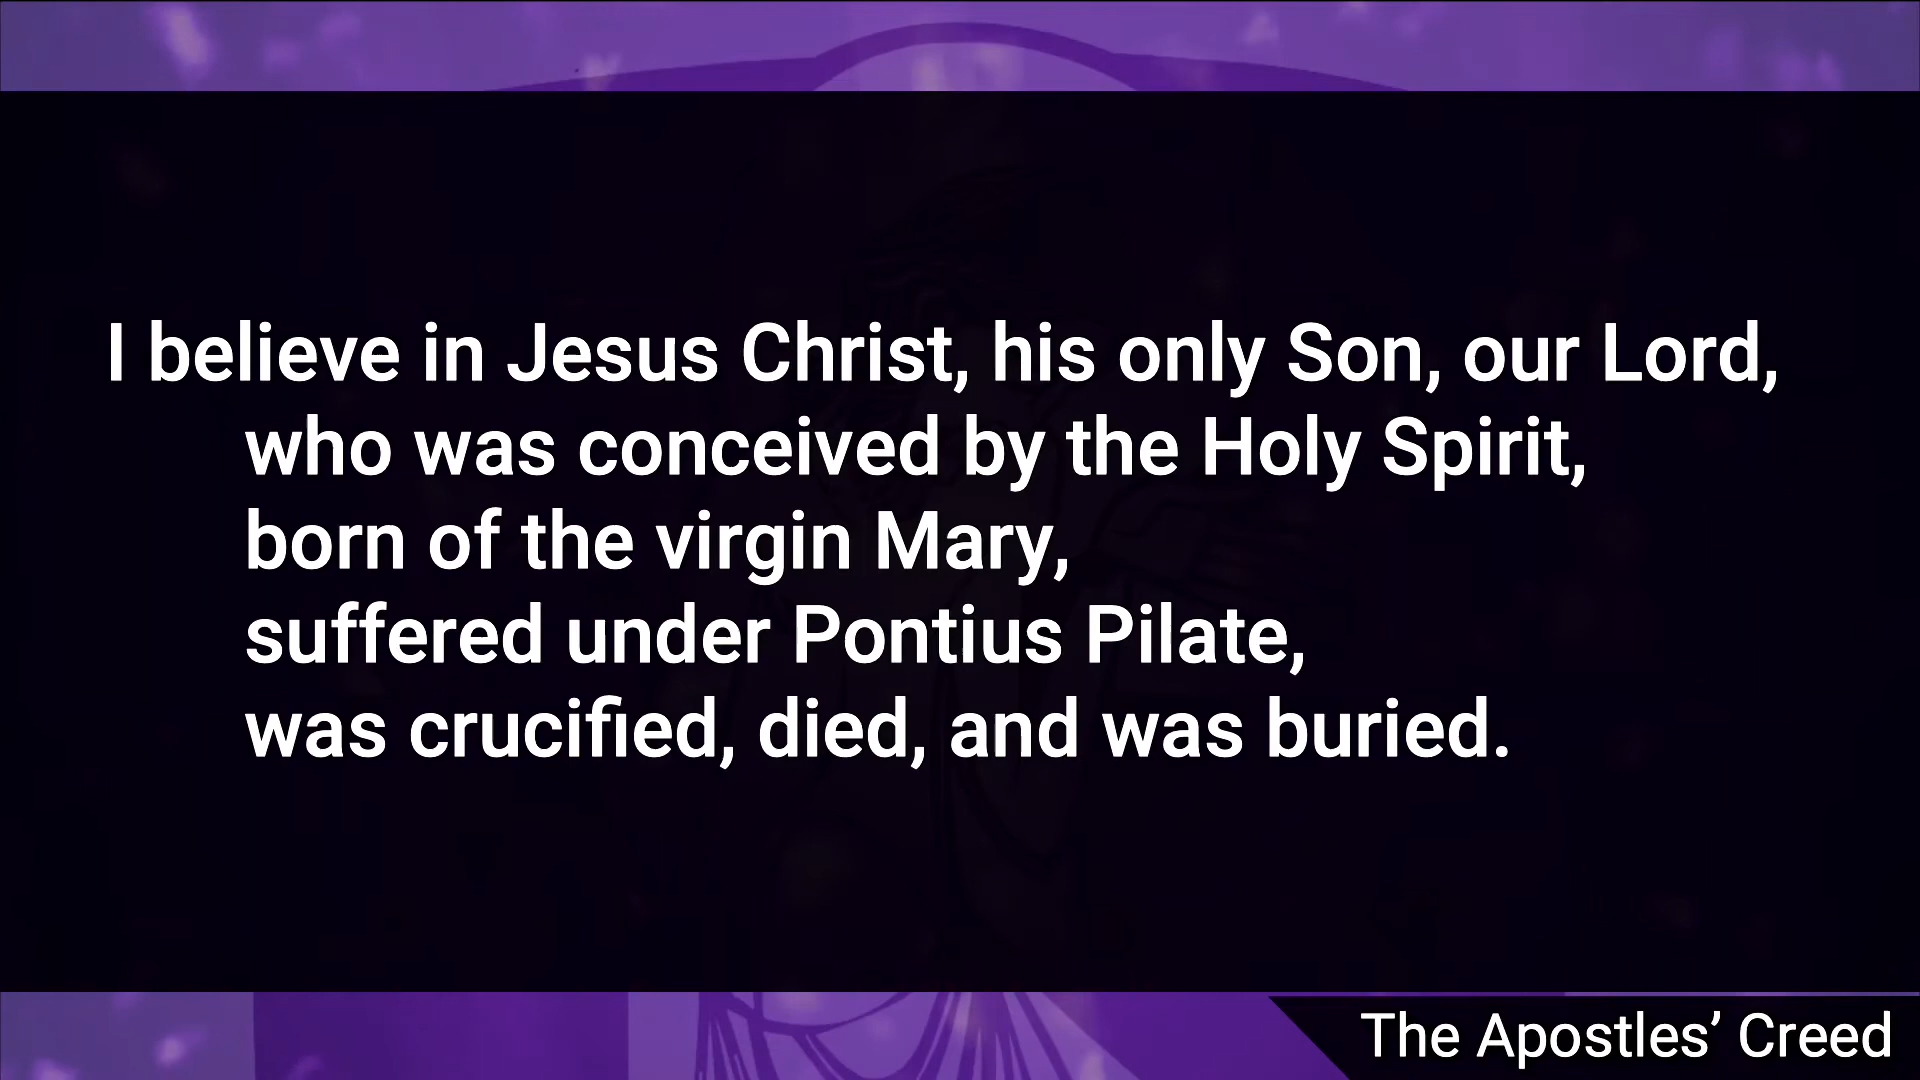 I believe in Jesus Christ, his only Son, our Lord,
who was conceived by the Holy Spirit,
born of the virgin Mary,
suffered under Pontius Pilate,
was crucified, died, and was buried.
The Apostles’ Creed